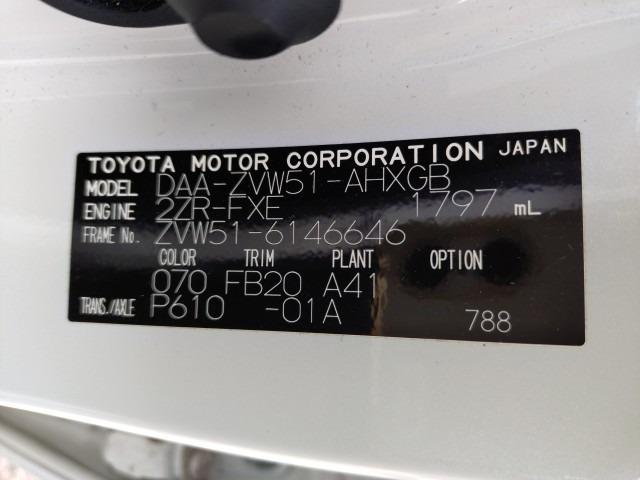 TOYOTA MOTOR CORPORATION JAPAN
MODEL DAA-ZVW51-AHXGB
ENGINE 2ZR-FXE 1797 mL
FRAME No. ZVW51-6146646
COLOR TRIM PLANT OPTION
070 FB20 A41
TRANS./AXLE P610 -01A 788